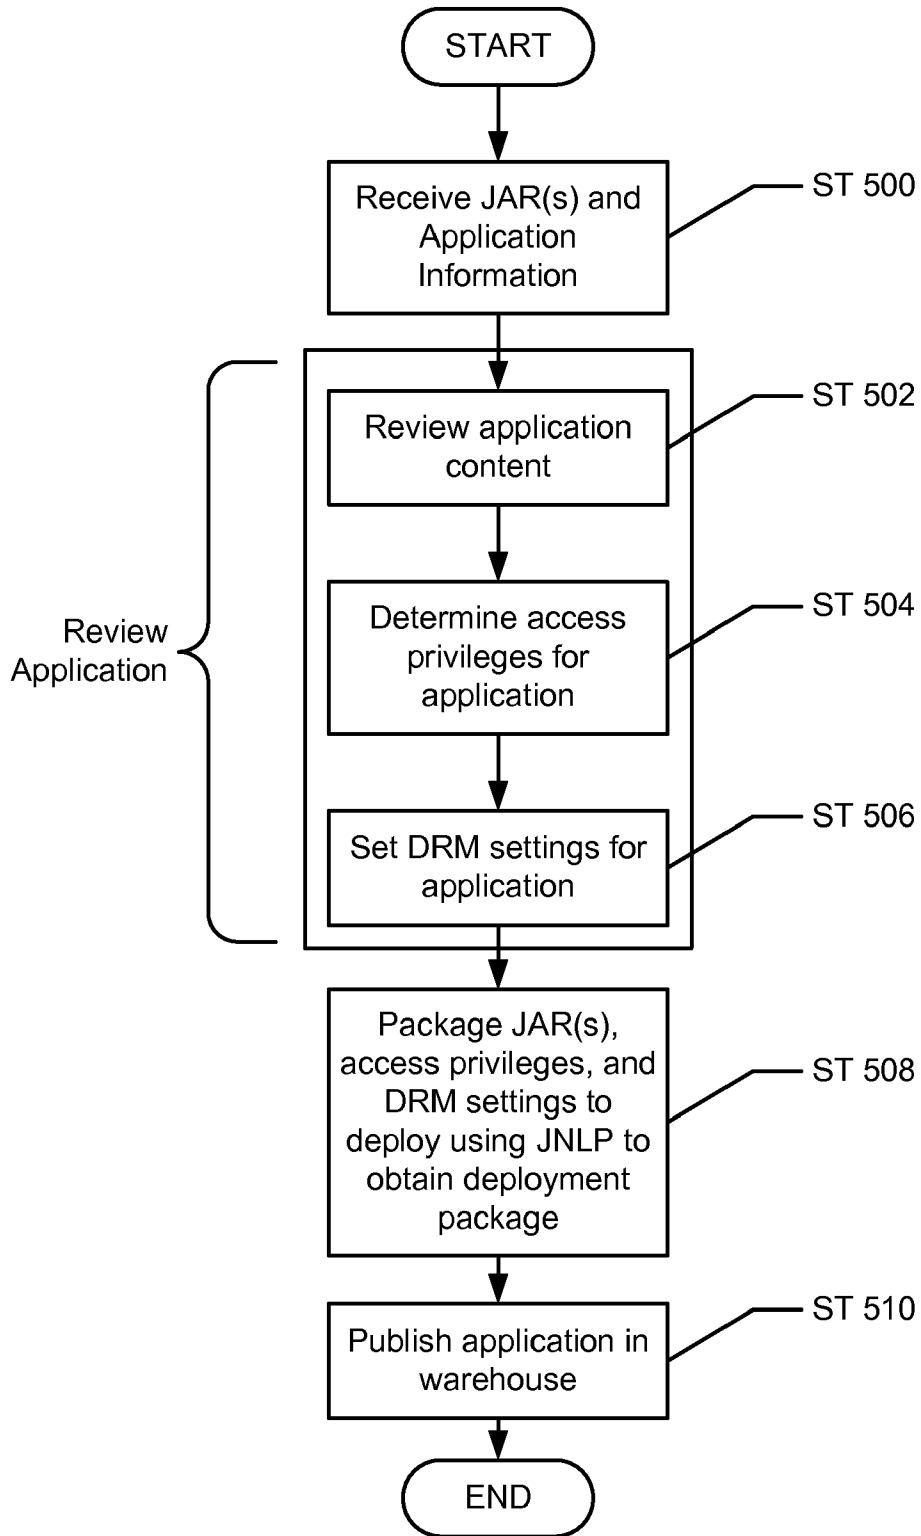 START
Receive JAR(s) and
Application
Information
ST 500
Review application
content
ST 502
Determine access
privileges for
application
ST 504
Review
Application
Set DRM settings for
application
ST 506
Package JAR(s),
access privileges, and
DRM settings to
deploy using JNLP to
obtain deployment
package
ST 508
Publish application in
warehouse
ST 510
END